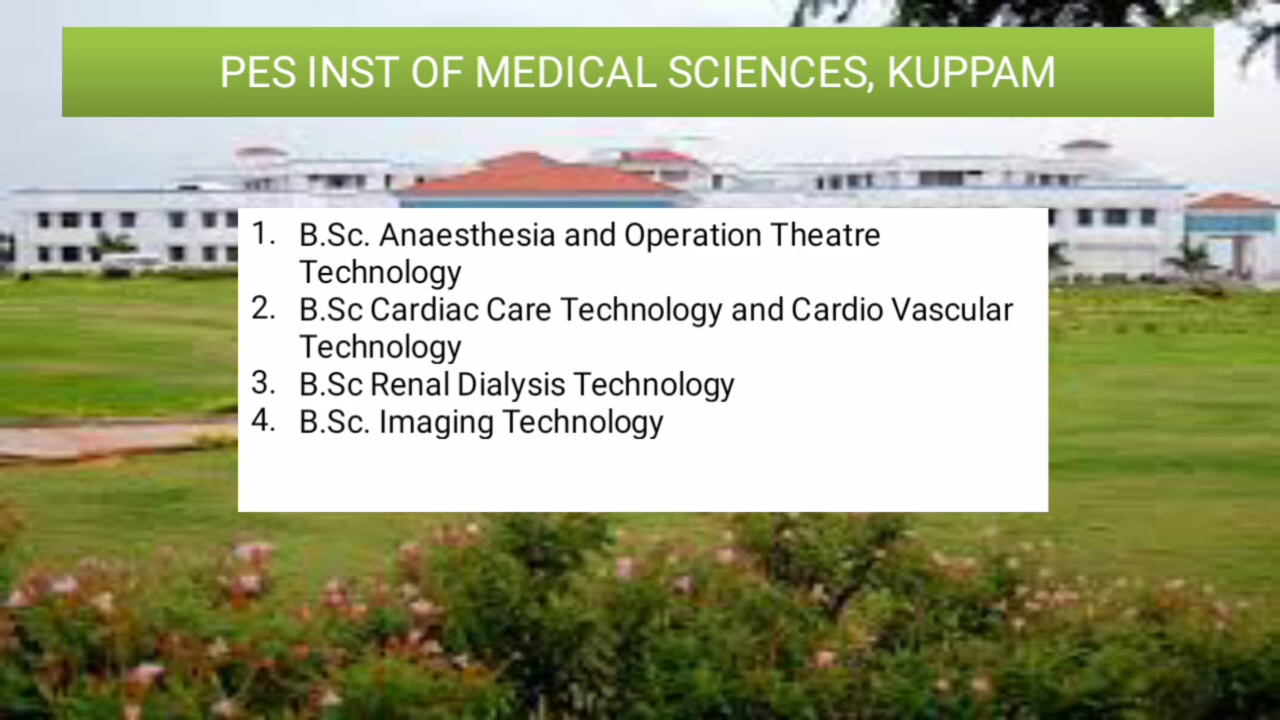 PES INST OF MEDICAL SCIENCES, KUPPAM
1. B.Sc. Anaesthesia and Operation Theatre
Technology
2. B.Sc Cardiac Care Technology and Cardio Vascular
Technology
3. B.Sc Renal Dialysis Technology
4. B.Sc. Imaging Technology